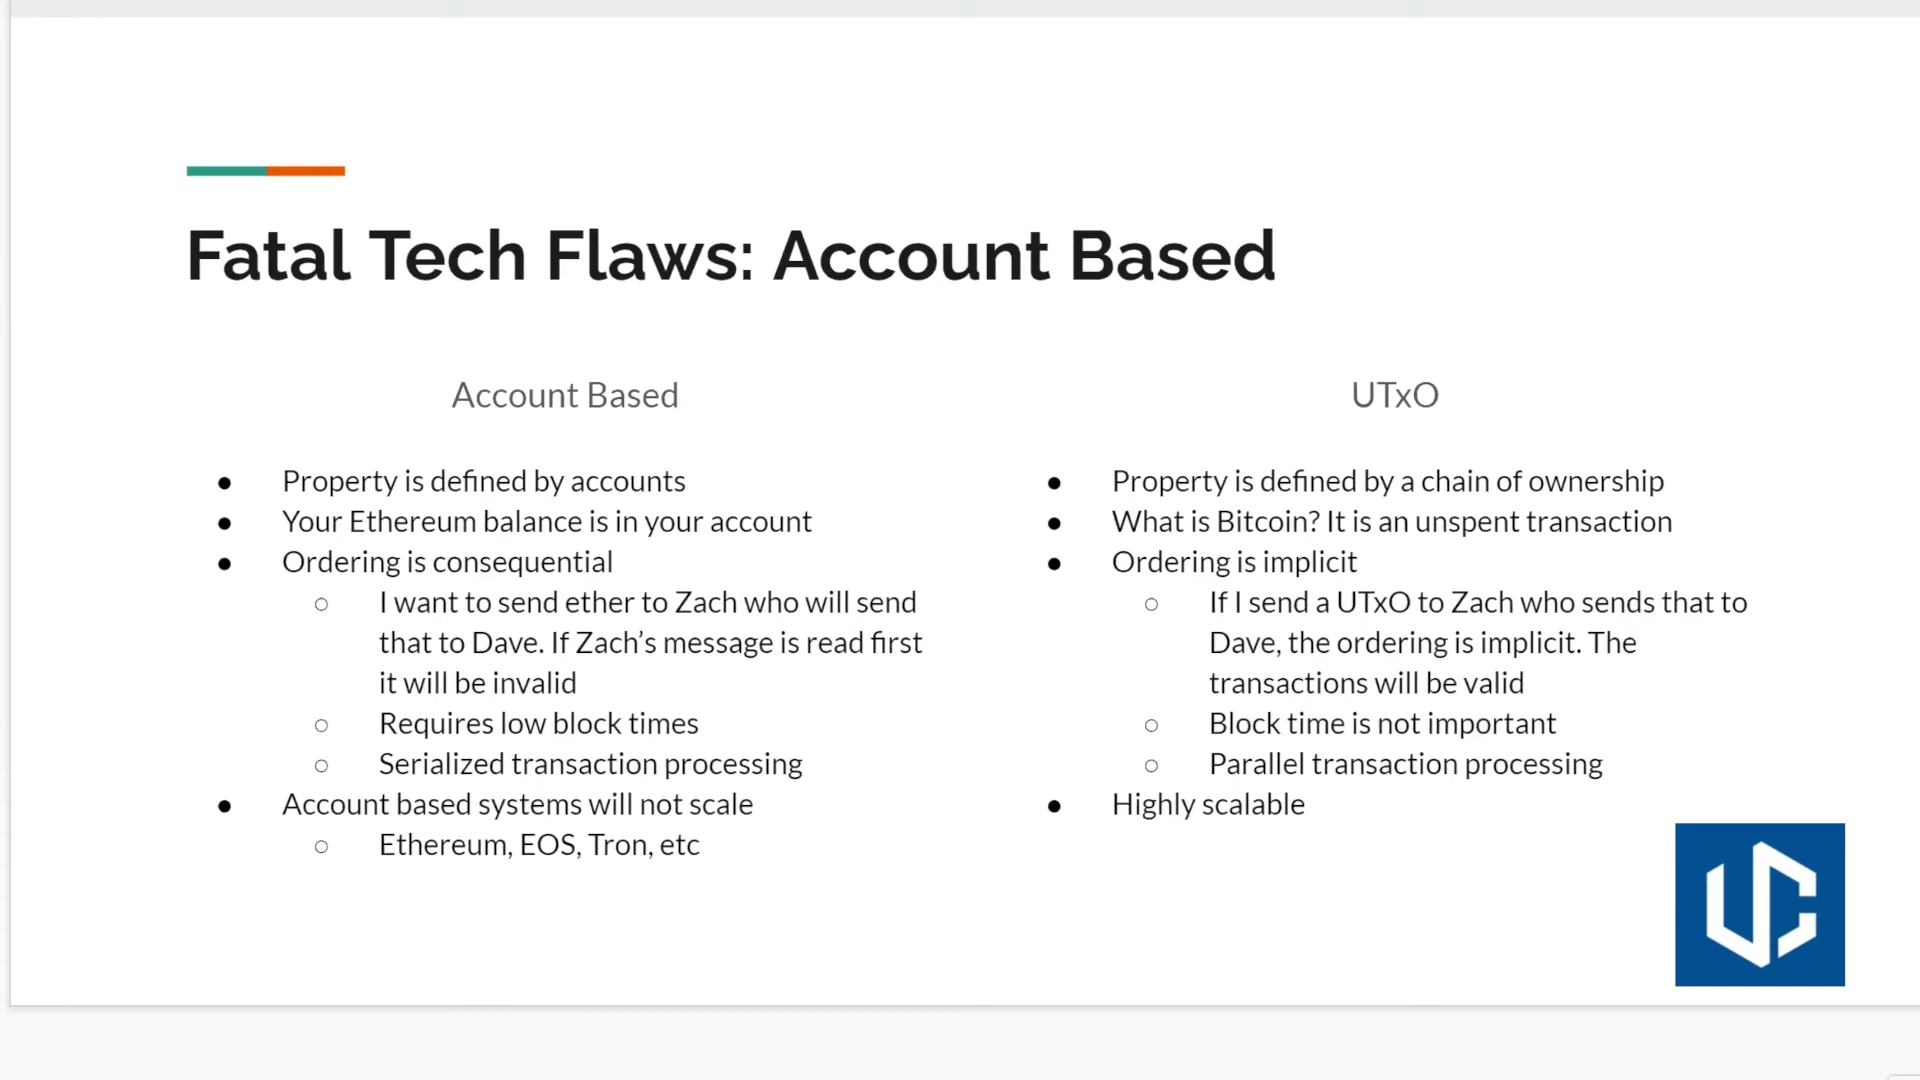 Fatal Tech Flaws: Account Based
Account Based
● Property is defined by accounts
● Your Ethereum balance is in your account
● Ordering is consequential
○ I want to send ether to Zach who will send
that to Dave. If Zach’s message is read first
it will be invalid
○ Requires low block times
○ Serialized transaction processing
● Account based systems will not scale
○ Ethereum, EOS, Tron, etc
UTxO
● Property is defined by a chain of ownership
● What is Bitcoin? It is an unspent transaction
● Ordering is implicit
○ If I send a UTxO to Zach who sends that to
Dave, the ordering is implicit. The
transactions will be valid
○ Block time is not important
○ Parallel transaction processing
● Highly scalable